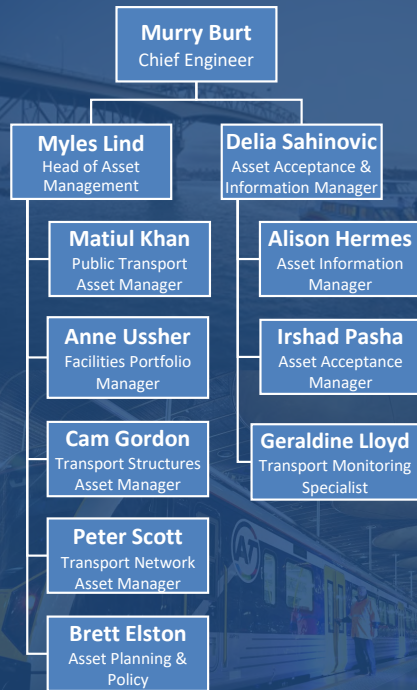 Murry Burt
Chief Engineer
Myles Lind
Head of Asset
Management
Delia Sahinovic
Asset Acceptance &
Information Manager
Matiul Khan
Public Transport
Asset Manager
Anne Ussher
Facilities Portfolio
Manager
Cam Gordon
Transport Structures
Asset Manager
Peter Scott
Transport Network
Asset Manager
Brett Elston
Asset Planning &
Policy
Alison Hermes
Asset Information
Manager
Irshad Pasha
Asset Acceptance
Manager
Geraldine Lloyd
Transport Monitoring
Specialist
AT